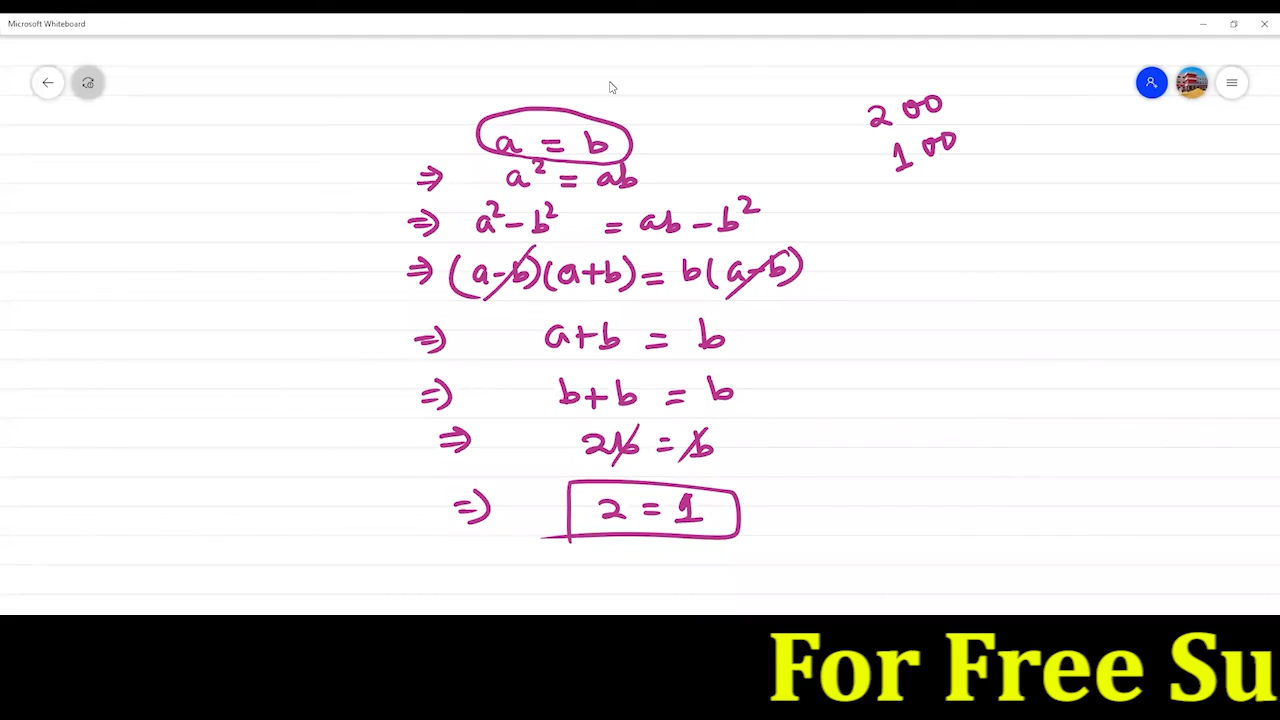 Microsoft Whiteboard
200
100
a = b
⇒ a² = ab
⇒ a² - b² = ab - b²
⇒ (a-b)(a+b) = b(a-b)
⇒ a+b = b
⇒ b+b = b
⇒ 2b = b
⇒ 2 = 1
For Free Su